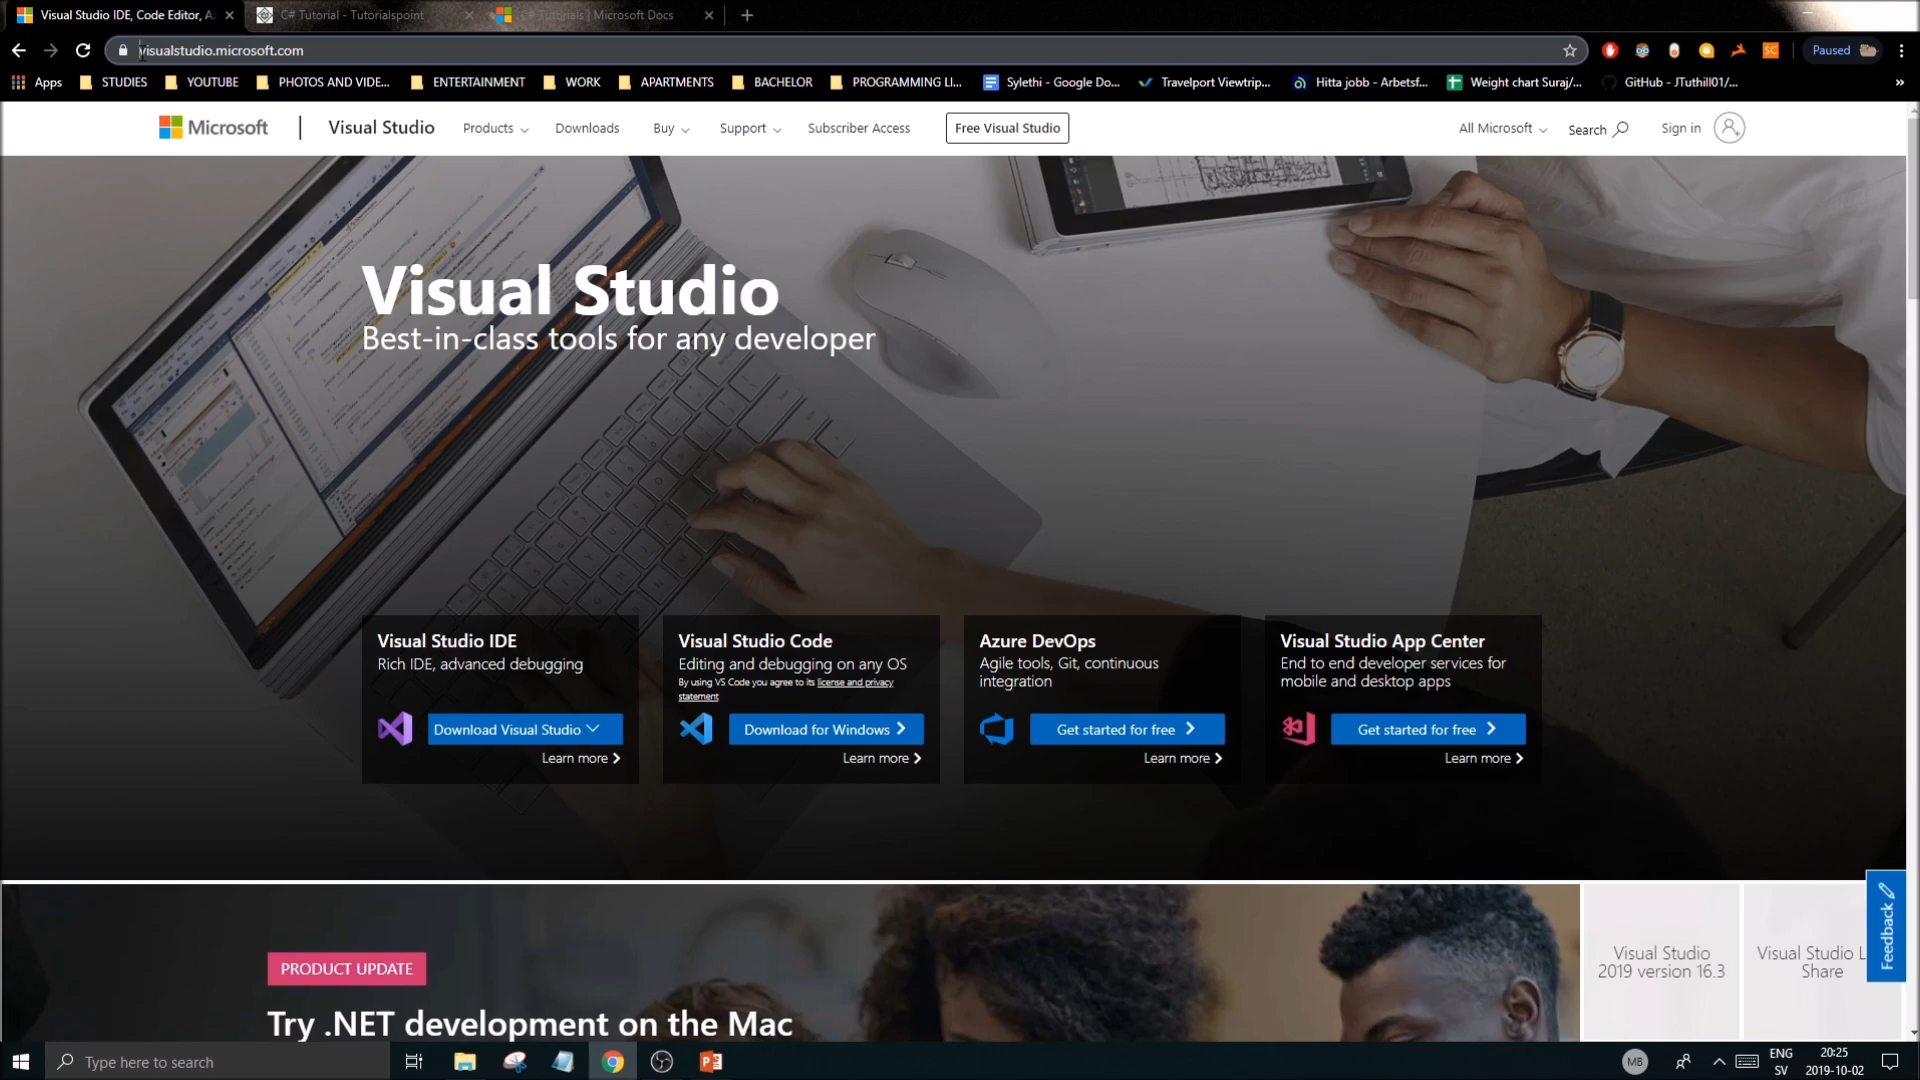 Visual Studio IDE, Code Editor, A
C# Tutorial - Tutorialspoint
C# Tutorials | Microsoft Docs
visualstudio.microsoft.com
SC
Paused
Apps
STUDIES
YOUTUBE
PHOTOS AND VIDE...
ENTERTAINMENT
WORK
APARTMENTS
BACHELOR
PROGRAMMING LI...
Sylethi - Google Do...
Travelport Viewtrip...
Hitta jobb - Arbetsf...
Weight chart Suraj/...
GitHub - JTuthill01/...
»
Microsoft
Visual Studio
Products
Downloads
Buy
Support
Subscriber Access
Free Visual Studio
All Microsoft
Search
Sign in
Visual Studio
Best-in-class tools for any developer
Visual Studio IDE
Rich IDE, advanced debugging
Download Visual Studio
Learn more
Visual Studio Code
Editing and debugging on any OS
By using VS Code you agree to its license and privacy
statement
Download for Windows
Learn more
Azure DevOps
Agile tools, Git, continuous
integration
Get started for free
Learn more
Visual Studio App Center
End to end developer services for
mobile and desktop apps
Get started for free
Learn more
Feedback
PRODUCT UPDATE
Try .NET development on the Mac
Visual Studio
2019 version 16.3
Visual Studio L
Share
Type here to search
MB
ENG
SV
20:25
2019-10-02